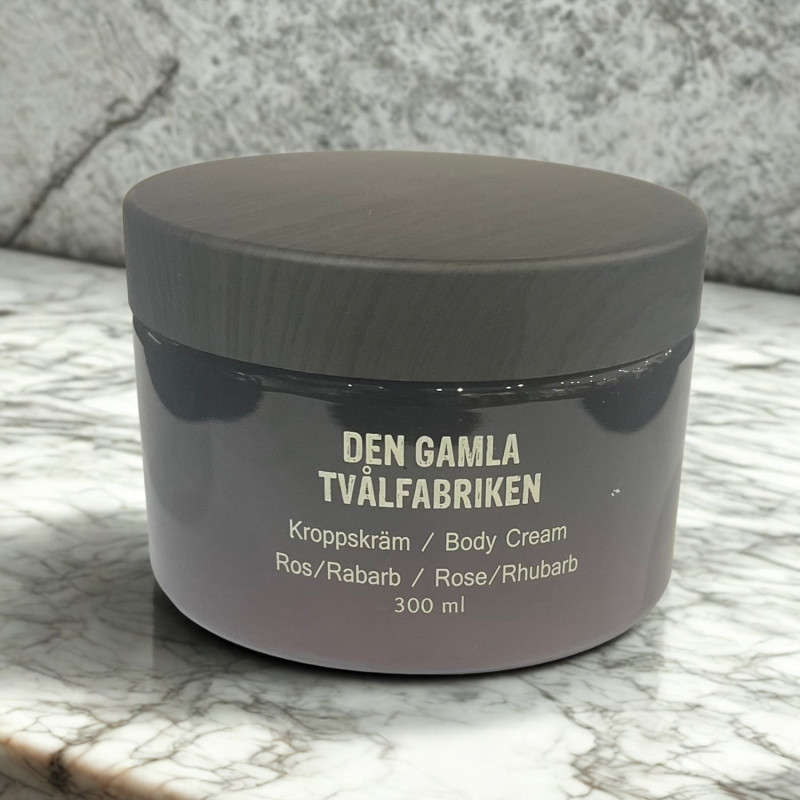 DEN GAMLA
TVÅLFABRIKEN
Kroppskräm / Body Cream
Ros/Rabarb / Rose/Rhubarb
300 ml